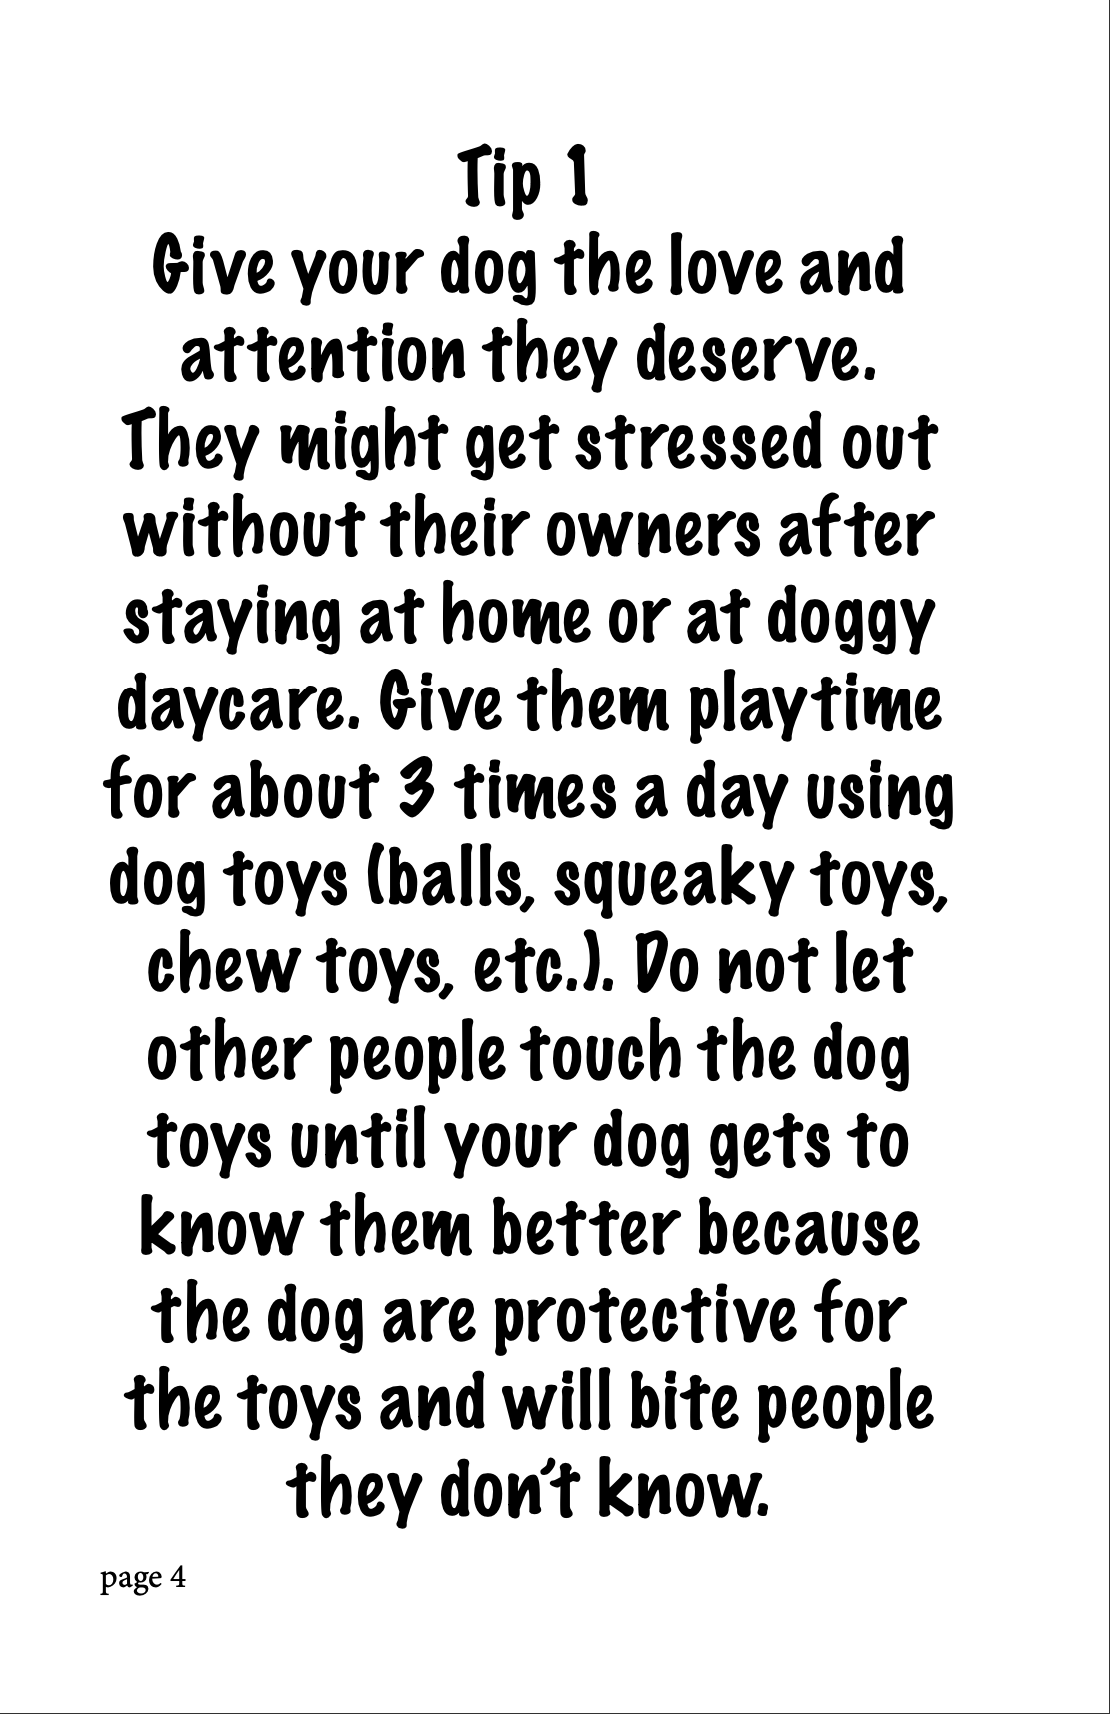 Tip 1
Give your dog the love and
attention they deserve.
They might get stressed out
without their owners after
staying at home or at doggy
daycare. Give them playtime
for about 3 times a day using
dog toys (balls, squeaky toys,
chew toys, etc.). Do not let
other people touch the dog
toys until your dog gets to
know them better because
the dog are protective for
the toys and will bite people
they don’t know.
page 4